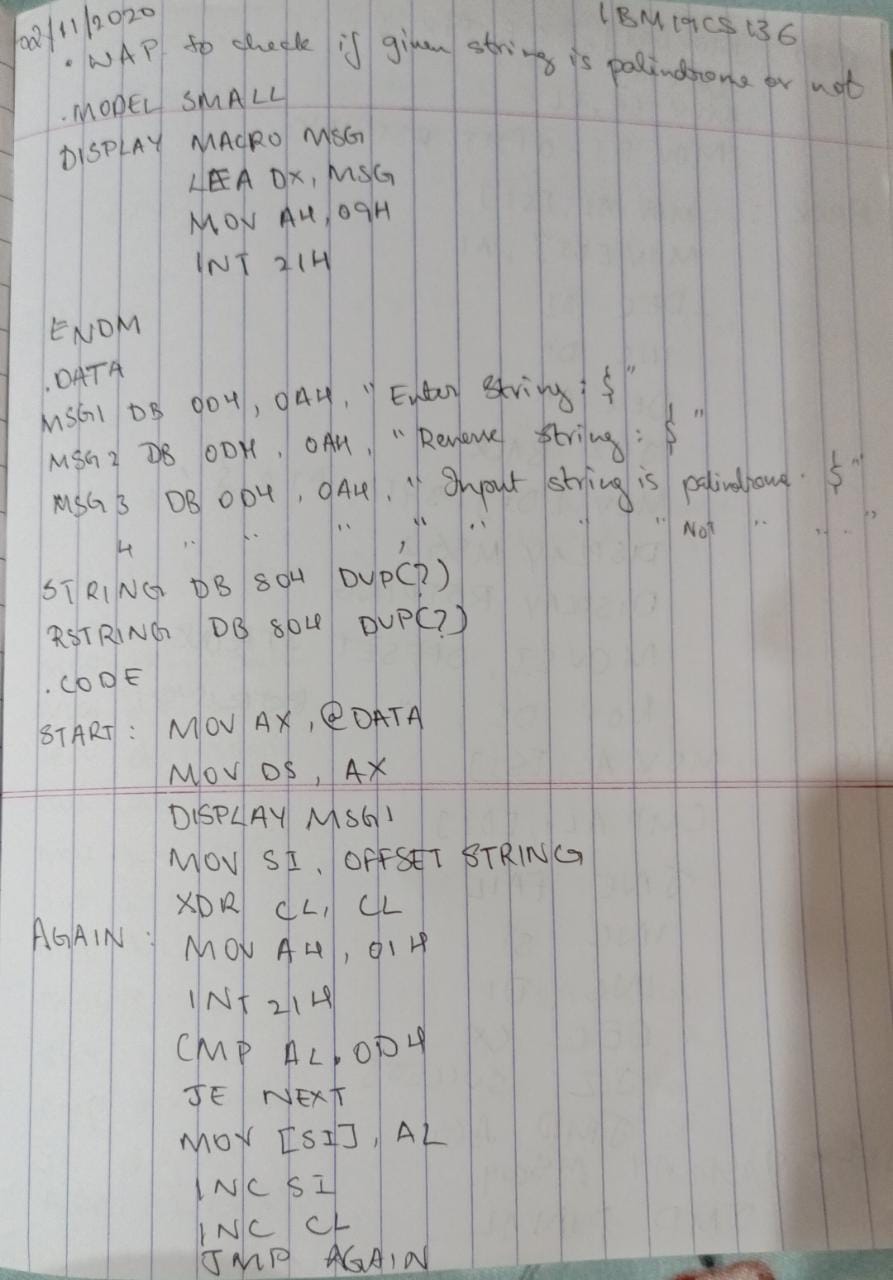 02/11/2020
1BM19CS136
. WAP to check if given string is palindrome or not
.MODEL SMALL
DISPLAY MACRO MSG
LEA DX, MSG
MOV AH, 09H
INT 21H
ENDM
.DATA
MSG1 DB 0DH, 0AH, " Enter String : $"
MSG2 DB 0DH, 0AH, " Reverse String : $"
MSG3 DB 0DH, 0AH, " Input string is palindrome. $"
4 " " " , " " " " Not " " "
STRING DB 80H DUP(?)
RSTRING DB 80H DUP(?)
.CODE
START : MOV AX, @DATA
MOV DS, AX
DISPLAY MSG1
MOV SI, OFFSET STRING
XOR CL, CL
AGAIN : MOV AH, 01H
INT 21H
CMP AL, 0DH
JE NEXT
MOV [SI], AL
INC SI
INC CL
JMP AGAIN